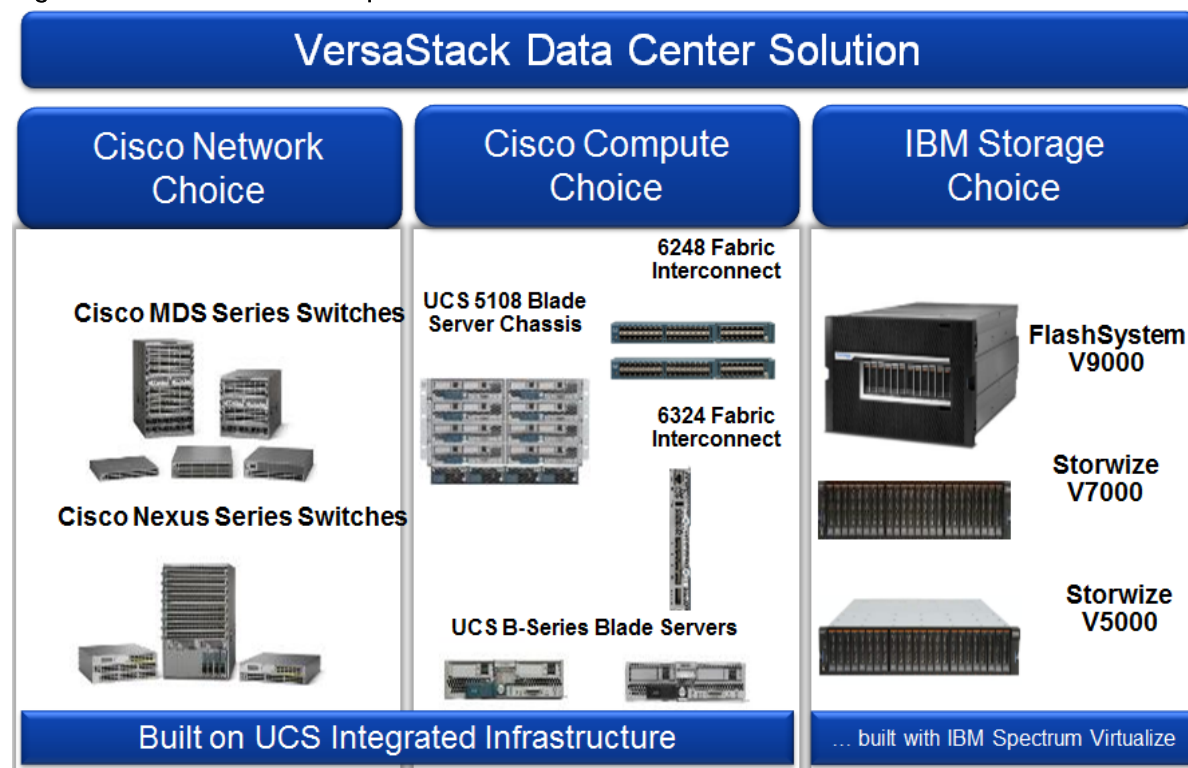 VersaStack Data Center Solution
Cisco Network
Choice
Cisco MDS Series Switches
Cisco Nexus Series Switches
Cisco Compute
Choice
6248 Fabric
Interconnect
UCS 5108 Blade
Server Chassis
6324 Fabric
Interconnect
UCS B-Series Blade Servers
Built on UCS Integrated Infrastructure
IBM Storage
Choice
FlashSystem
V9000
Storwize
V7000
Storwize
V5000
... built with IBM Spectrum Virtualize